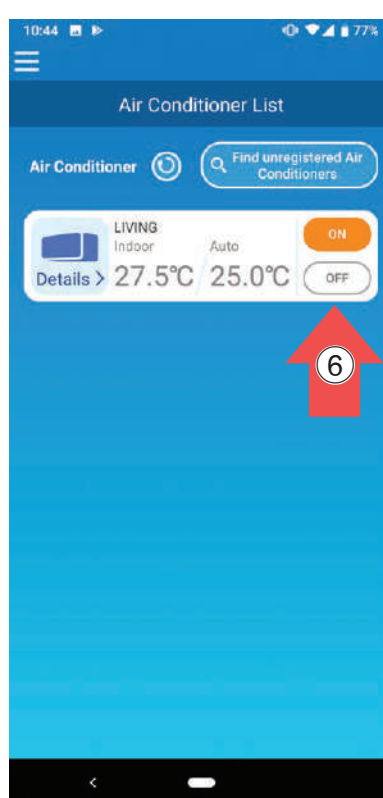 10:44 77%
Air Conditioner List
Air Conditioner Find unregistered Air
Conditioners
LIVING
Indoor Auto ON
Details > 27.5℃ 25.0℃ OFF
6